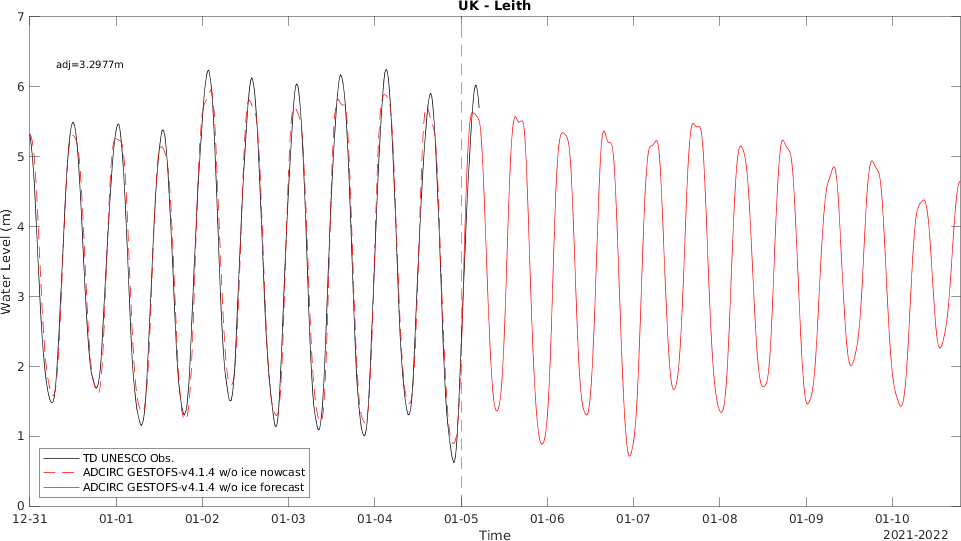 UK - Leith
adj=3.2977m
Water Level (m)
7
6
5
4
3
2
1
0
TD UNESCO Obs.
ADCIRC GESTOFS-v4.1.4 w/o ice nowcast
ADCIRC GESTOFS-v4.1.4 w/o ice forecast
12-31 01-01 01-02 01-03 01-04 01-05 01-06 01-07 01-08 01-09 01-10
Time
2021-2022